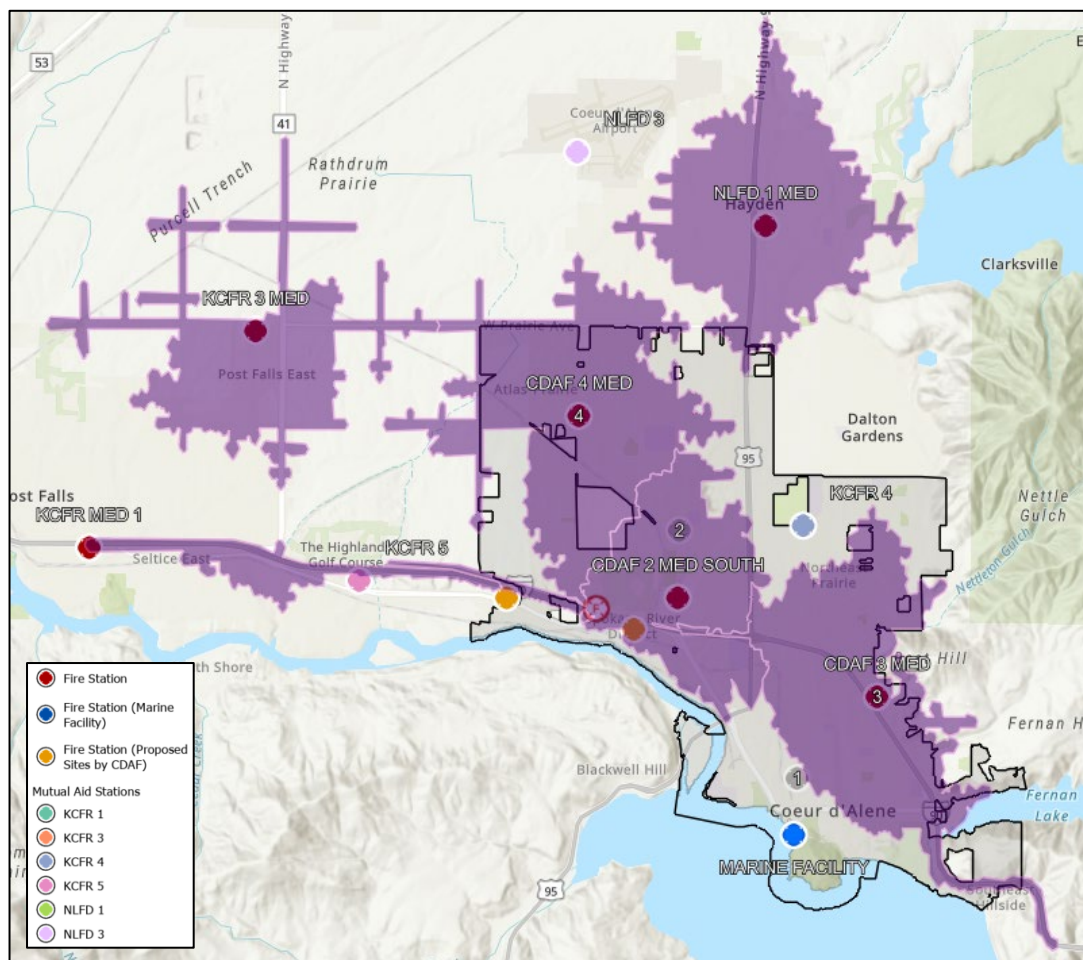 53
N Highway
41
N Highway
Coeur d'Alene
Airport
NLFD 3
Rathdrum
Prairie
Purcell Trench
NLFD 1 MED
Hayden
Clarksville
KCFR 3 MED
W Prairie Ave
Post Falls East
CDAF 4 MED
Atlas Prairie
4
Dalton
Gardens
95
ost Falls
KCFR MED 1
KCFR 4
Nettle
Gulch
2
Seltice East
The Highland
Golf Course
KCFR 5
CDAF 2 MED SOUTH
Northeast
Prairie
Nettleton Gulch
F
Spokane River
District
CDAF 3 MED
3
Fernan H
Blackwell Hill
1
Coeur d'Alene
Fernan
Lake
MARINE FACILITY
95
Southeast
Hillside
Fire Station
Fire Station (Marine
Facility)
Fire Station (Proposed
Sites by CDAF)
Mutual Aid Stations
KCFR 1
KCFR 3
KCFR 4
KCFR 5
NLFD 1
NLFD 3